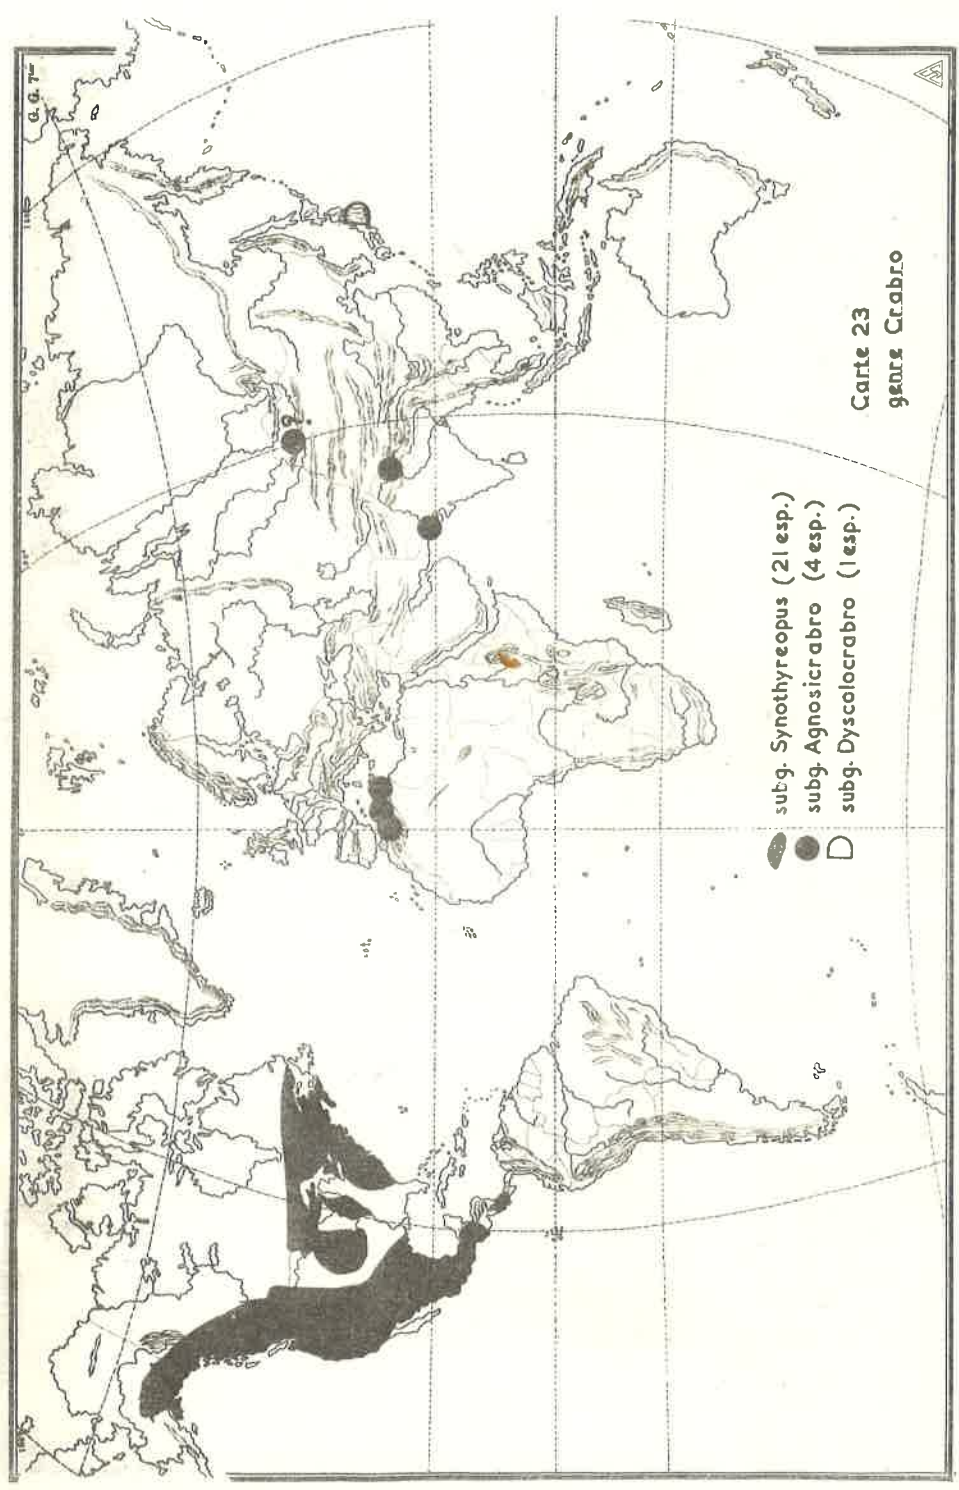 Carte 23
genre Crabro
subg. Synothyreopus (21 esp.)
subg. Agnosicrabro (4 esp.)
subg. Dyscolocrabro (1 esp.)
?